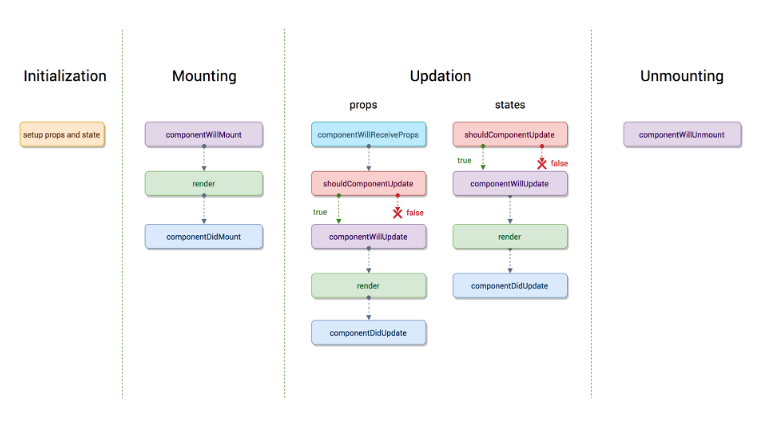 Initialization
Mounting
Updation
Unmounting
props
states
setup props and state
componentWillMount
componentWillReceiveProps
shouldComponentUpdate
componentWillUnmount
true
false
render
shouldComponentUpdate
componentWillUpdate
true
false
componentDidMount
componentWillUpdate
render
render
componentDidUpdate
componentDidUpdate